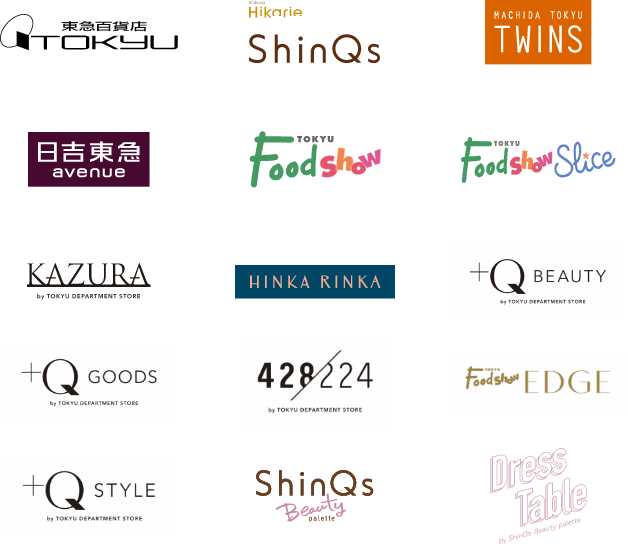 東急百貨店
TOKYU
Hikarie
ShinQs
MACHIDA TOKYU
TWINS
日吉東急
avenue
TOKYU
Food show
TOKYU
Food show Slice
KAZURA
by TOKYU DEPARTMENT STORE
HINKA RINKA
+Q BEAUTY
by TOKYU DEPARTMENT STORE
+Q GOODS
by TOKYU DEPARTMENT STORE
428/224
by TOKYU DEPARTMENT STORE
TOKYU
Food show EDGE
+Q STYLE
by TOKYU DEPARTMENT STORE
ShinQs
Beauty
palette
Dress
Table
by ShinQs Beauty palette